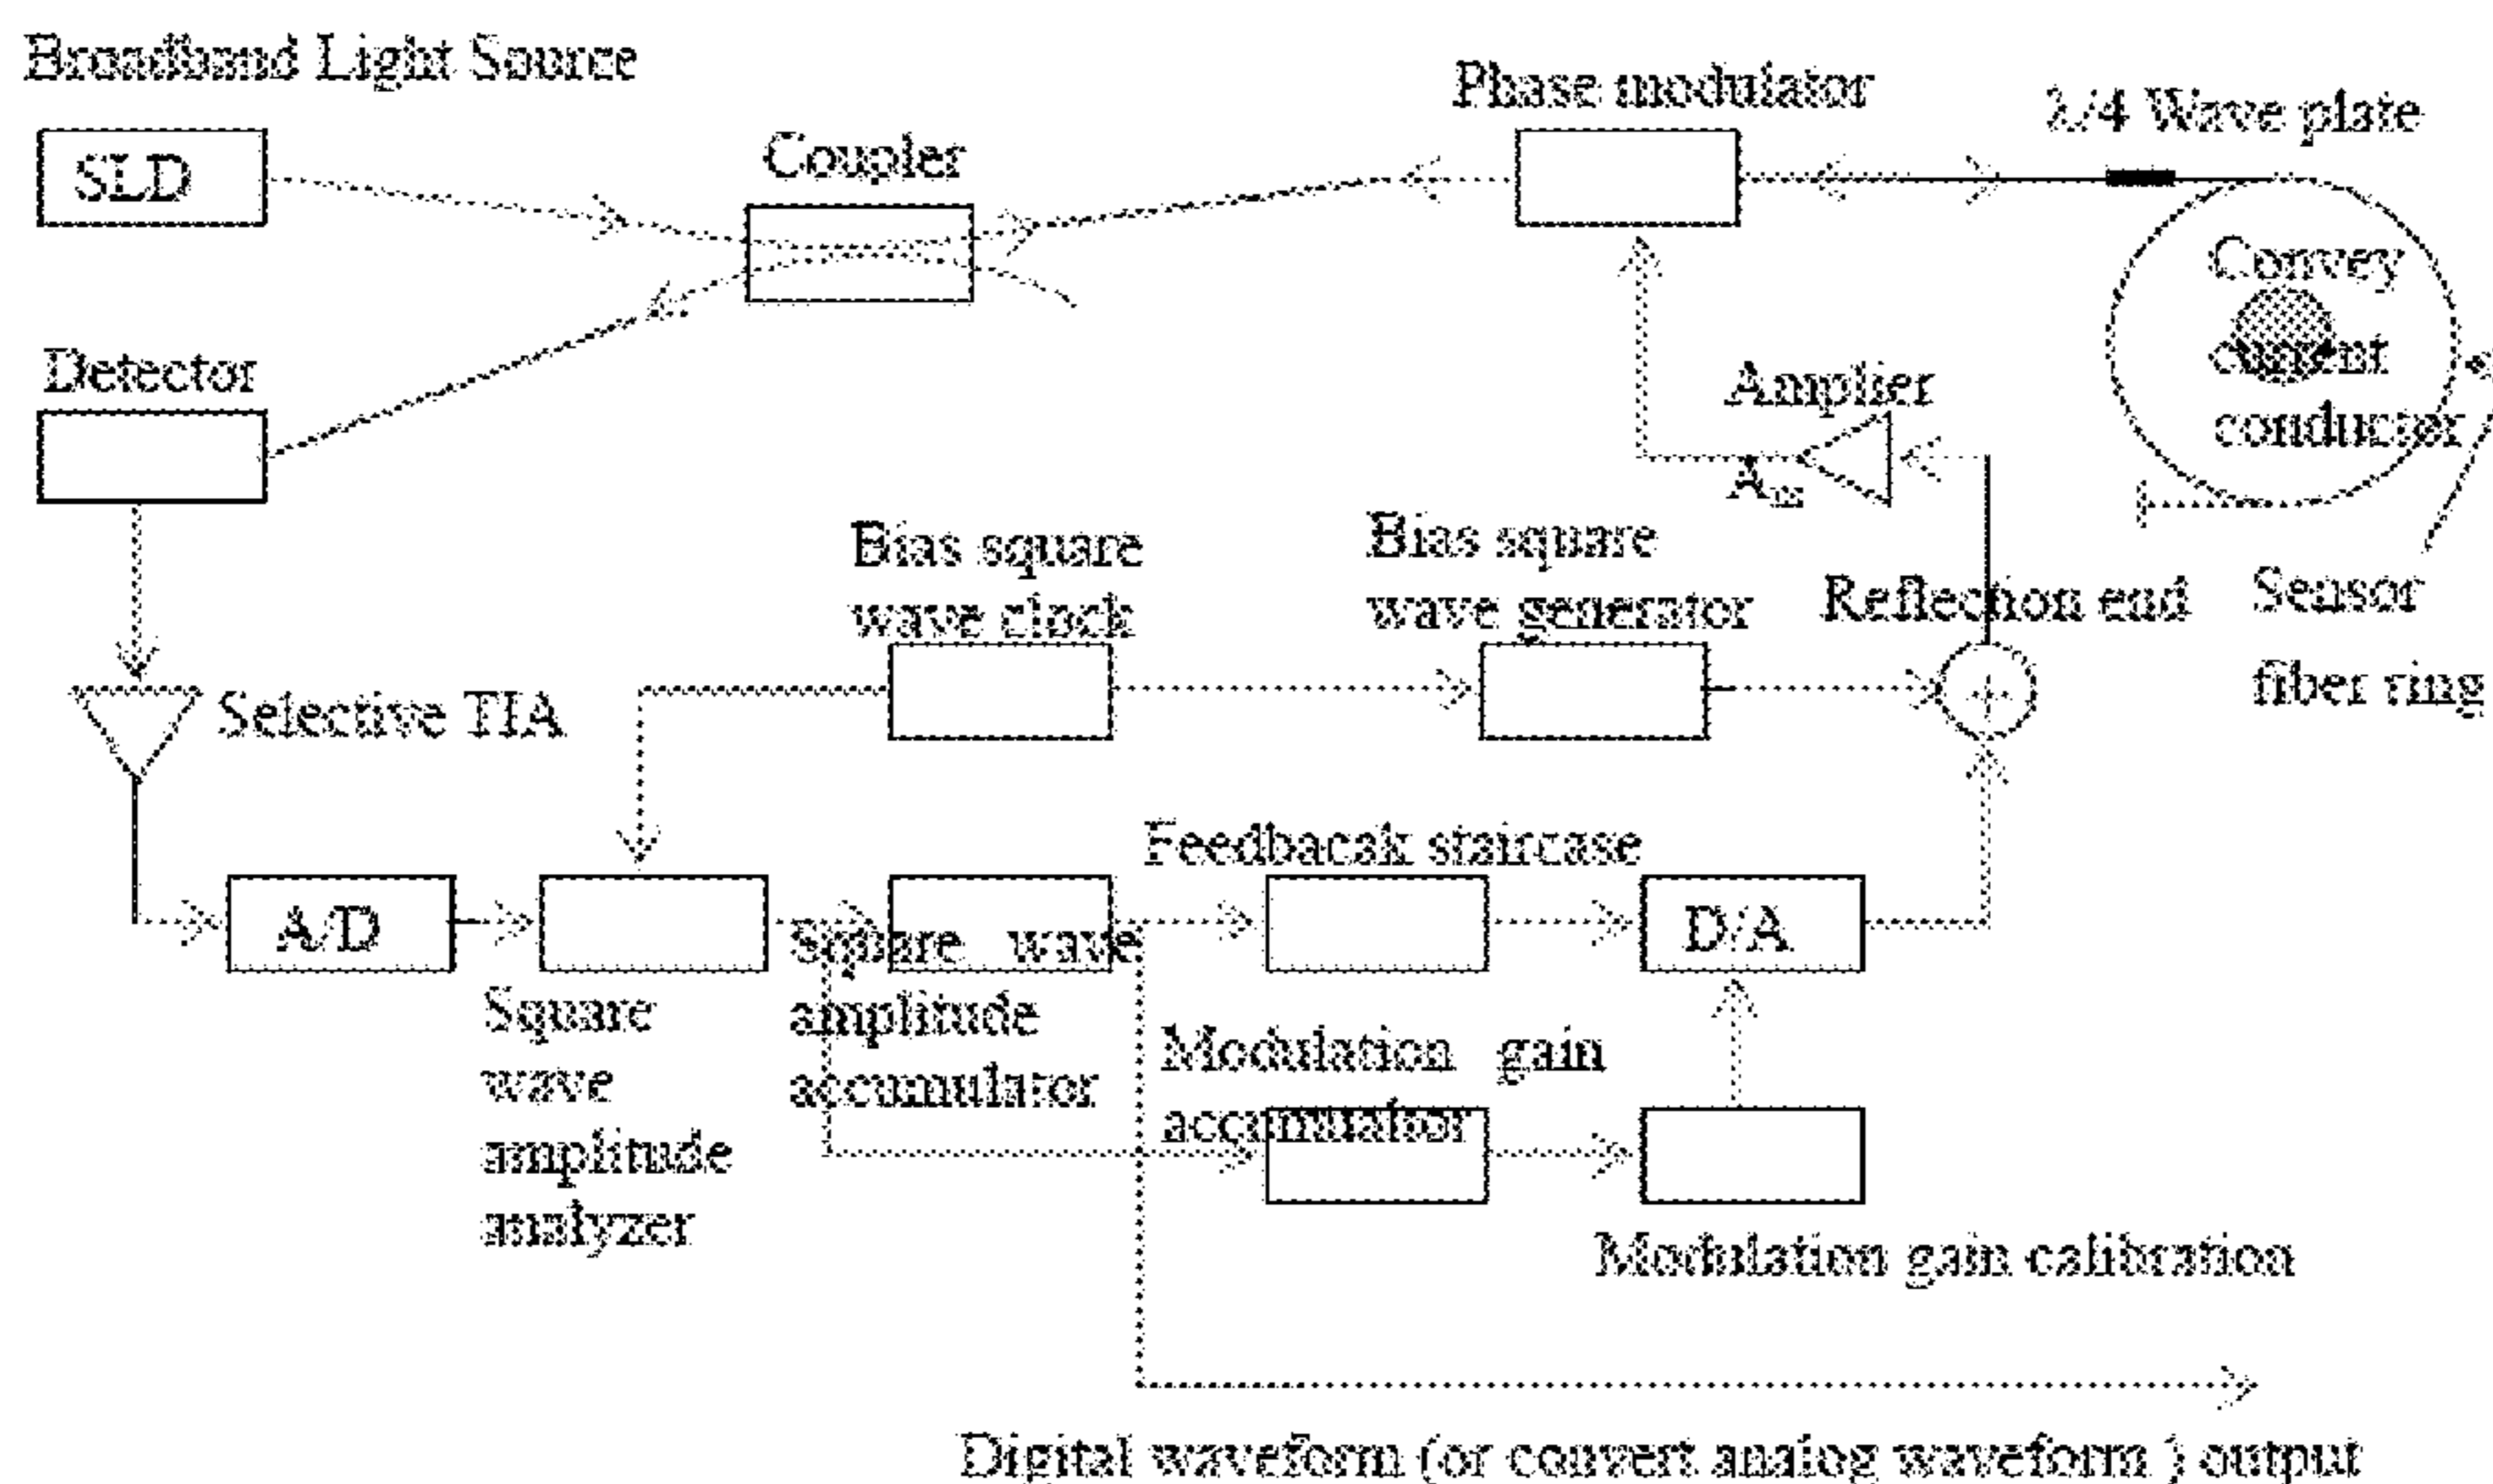 Broadband Light Source
Phase modulator
λ/4 Wave plate
SLD
Coupler
Convey
current
conductor
Detector
Amplier
Am
Bias square
wave clock
Bias square
wave generator
Reflection end
Sensor
fiber ring
Selective TIA
Feedbacak staircase
A/D
D/A
Square wave
amplitude
accumulator
Square
wave
amplitude
analyzer
Modulation gain
accumulator
Modulation gain calibration
Digital waveform (or convert analog waveform ) output